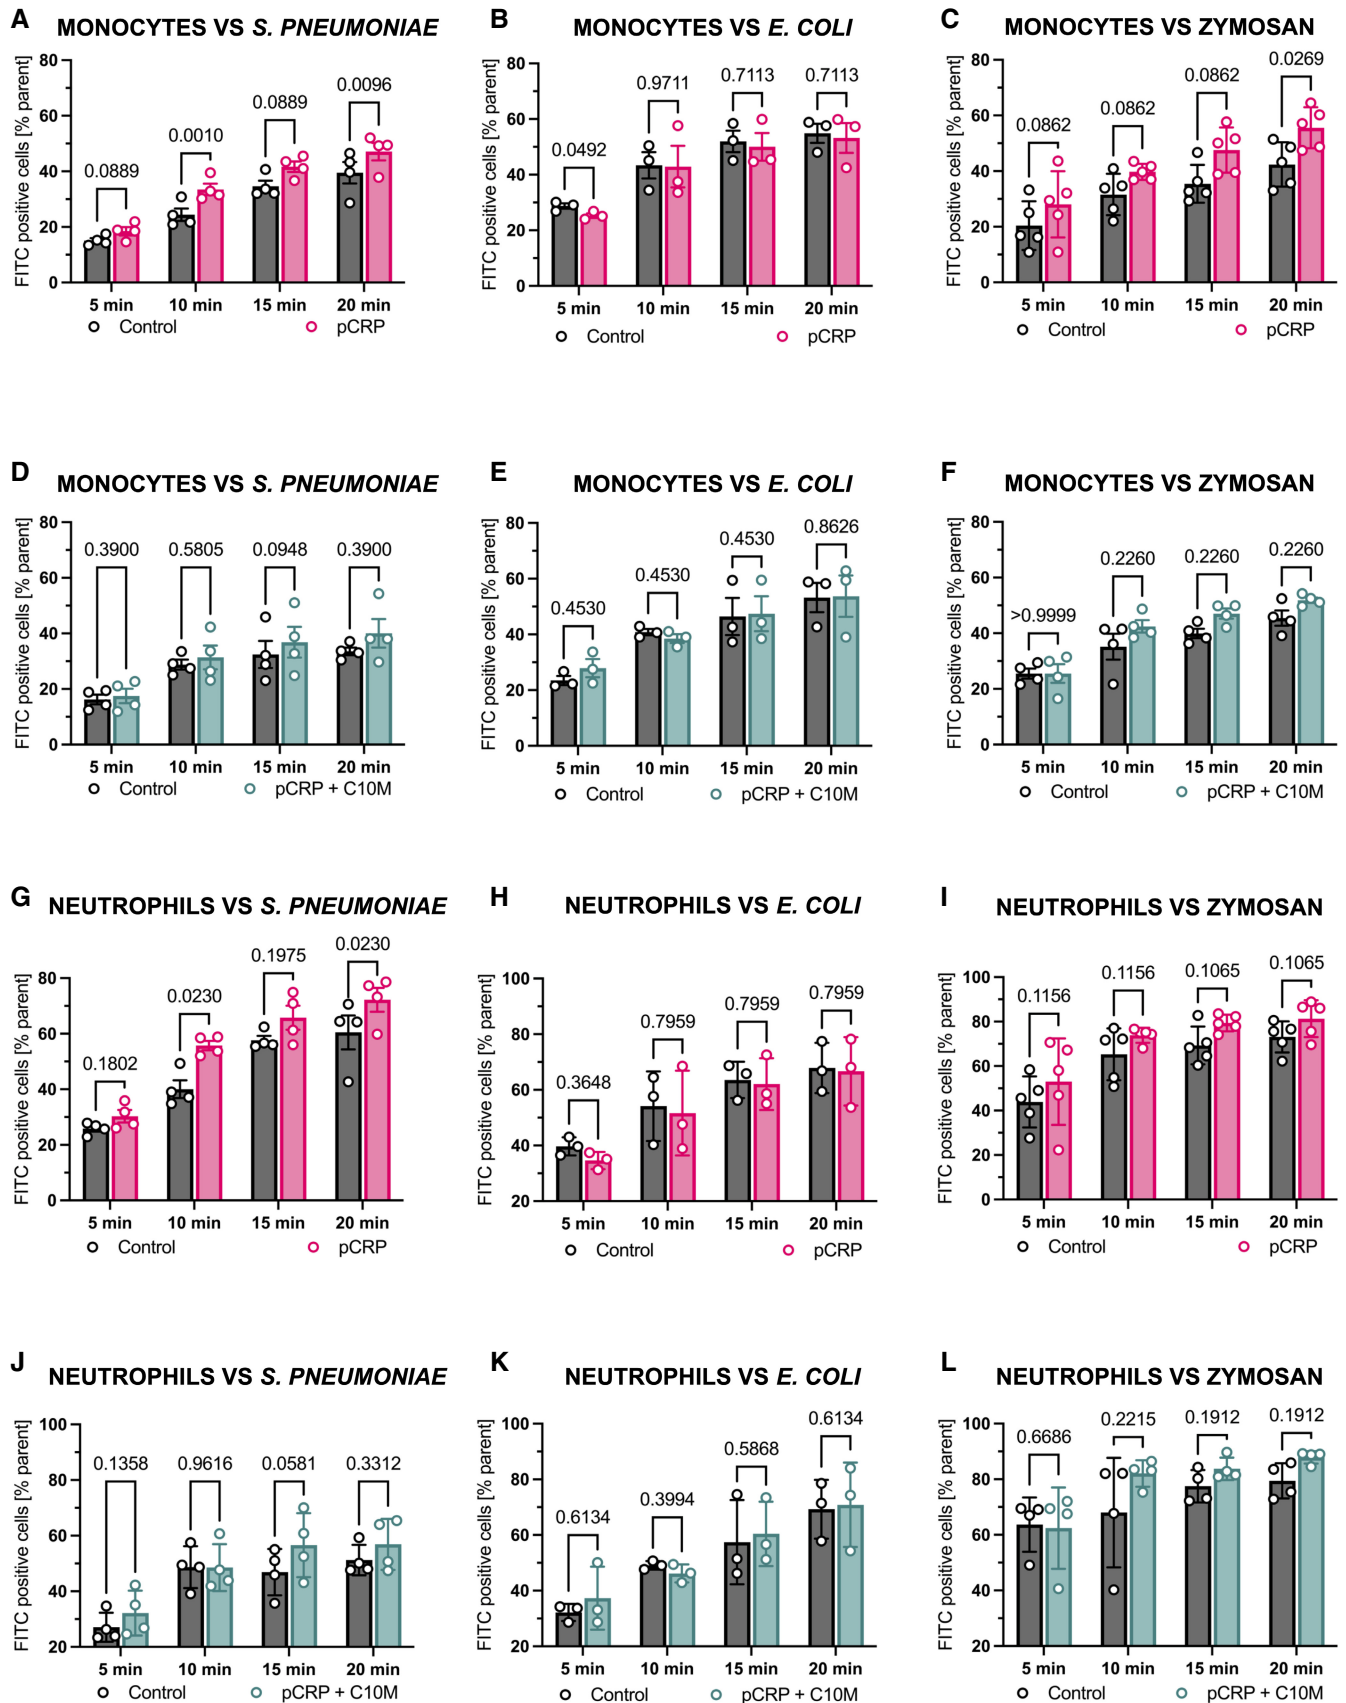 A
MONOCYTES VS S. PNEUMONIAE
FITC positive cells [% parent]
80
60
40
20
0
0.0889
0.0010
0.0889
0.0096
5 min 10 min 15 min 20 min
Control pCRP
B
MONOCYTES VS E. COLI
FITC positive cells [% parent]
80
60
40
20
0
0.0492
0.9711
0.7113
0.7113
5 min 10 min 15 min 20 min
Control pCRP
C
MONOCYTES VS ZYMOSAN
FITC positive cells [% parent]
80
60
40
20
0
0.0862
0.0862
0.0862
0.0269
5 min 10 min 15 min 20 min
Control pCRP
D
MONOCYTES VS S. PNEUMONIAE
FITC positive cells [% parent]
80
60
40
20
0
0.3900
0.5805
0.0948
0.3900
5 min 10 min 15 min 20 min
Control pCRP + C10M
E
MONOCYTES VS E. COLI
FITC positive cells [% parent]
80
60
40
20
0
0.4530
0.4530
0.4530
0.8626
5 min 10 min 15 min 20 min
Control pCRP + C10M
F
MONOCYTES VS ZYMOSAN
FITC positive cells [% parent]
80
60
40
20
0
>0.9999
0.2260
0.2260
0.2260
5 min 10 min 15 min 20 min
Control pCRP + C10M
G
NEUTROPHILS VS S. PNEUMONIAE
FITC positive cells [% parent]
80
60
40
20
0
0.1802
0.0230
0.1975
0.0230
5 min 10 min 15 min 20 min
Control pCRP
H
NEUTROPHILS VS E. COLI
FITC positive cells [% parent]
100
80
60
40
20
0.3648
0.7959
0.7959
0.7959
5 min 10 min 15 min 20 min
Control pCRP
I
NEUTROPHILS VS ZYMOSAN
FITC positive cells [% parent]
100
80
60
40
20
0
0.1156
0.1156
0.1065
0.1065
5 min 10 min 15 min 20 min
Control pCRP
J
NEUTROPHILS VS S. PNEUMONIAE
FITC positive cells [% parent]
100
80
60
40
20
0.1358
0.9616
0.0581
0.3312
5 min 10 min 15 min 20 min
Control pCRP + C10M
K
NEUTROPHILS VS E. COLI
FITC positive cells [% parent]
100
80
60
40
20
0.6134
0.3994
0.5868
0.6134
5 min 10 min 15 min 20 min
Control pCRP + C10M
L
NEUTROPHILS VS ZYMOSAN
FITC positive cells [% parent]
100
80
60
40
20
0.6686
0.2215
0.1912
0.1912
5 min 10 min 15 min 20 min
Control pCRP + C10M